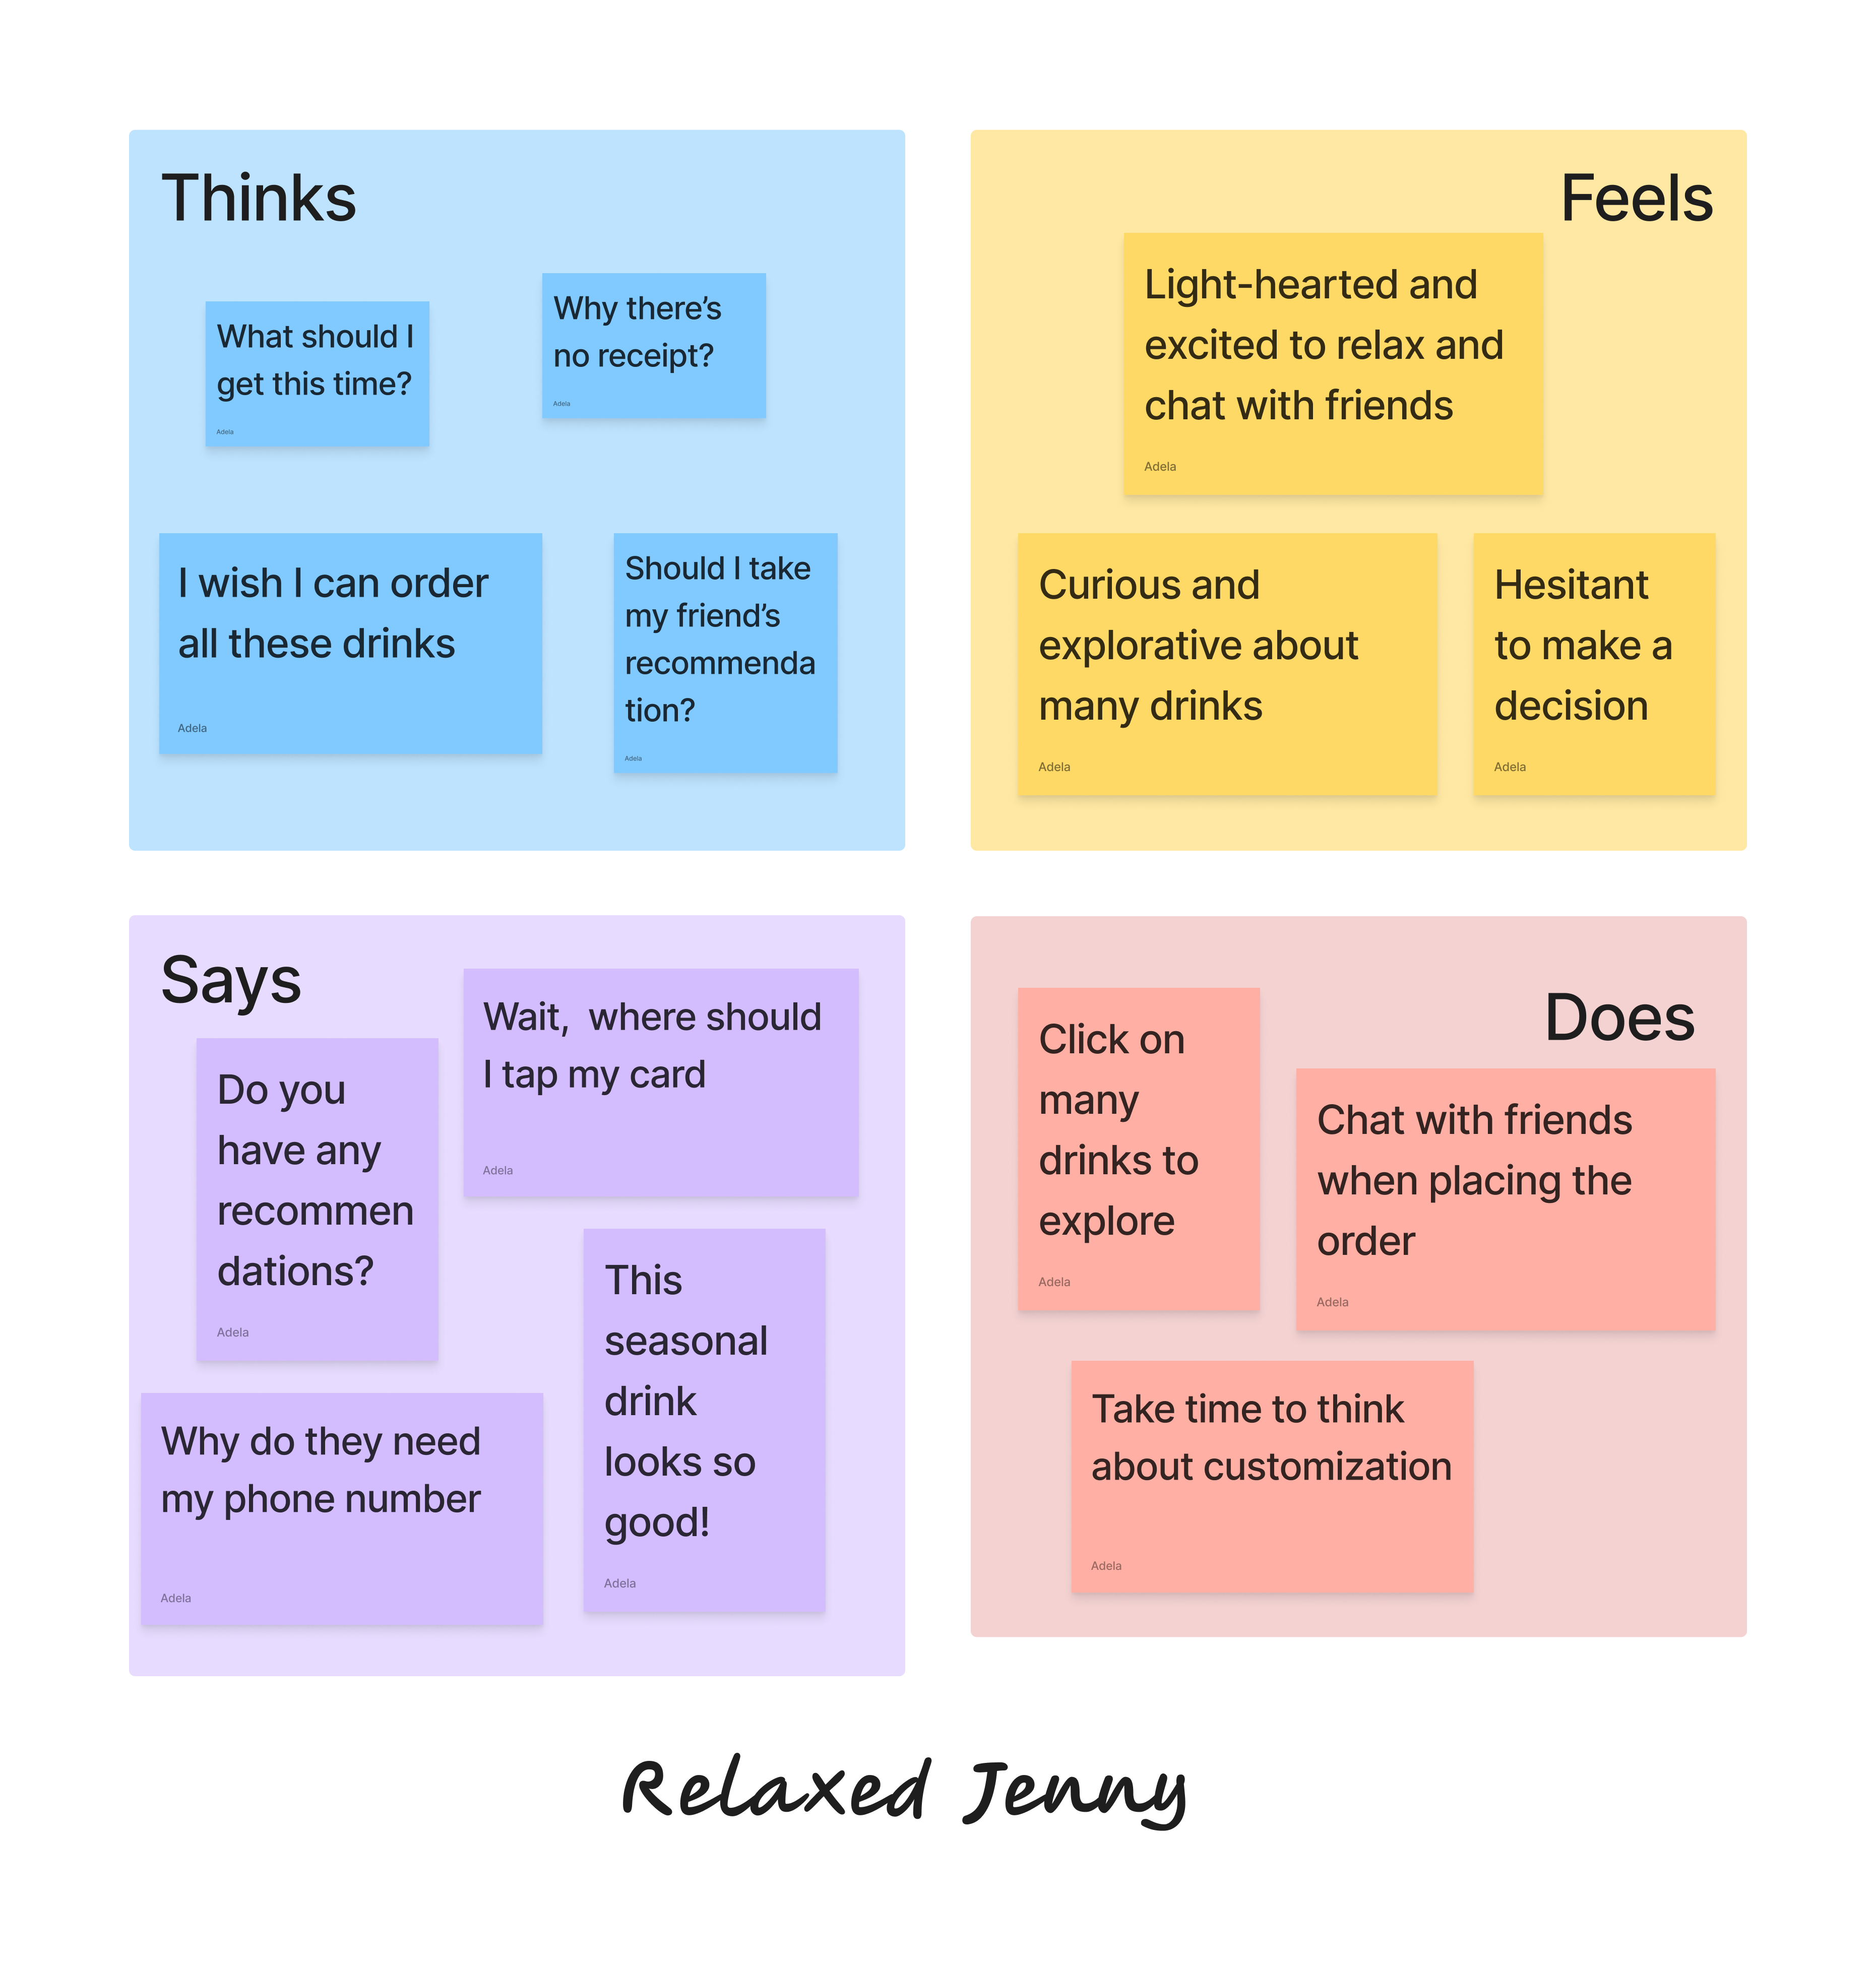 Thinks
What should I
get this time?
Adela
Why there’s
no receipt?
Adela
I wish I can order
all these drinks
Adela
Should I take
my friend’s
recommenda
tion?
Adela
Feels
Light-hearted and
excited to relax and
chat with friends
Adela
Curious and
explorative about
many drinks
Adela
Hesitant
to make a
decision
Adela
Says
Wait,  where should
I tap my card
Adela
Do you
have any
recommen
dations?
Adela
This
seasonal
drink
looks so
good!
Adela
Why do they need
my phone number
Adela
Does
Click on
many
drinks to
explore
Adela
Chat with friends
when placing the
order
Adela
Take time to think
about customization
Adela
Relaxed Jenny